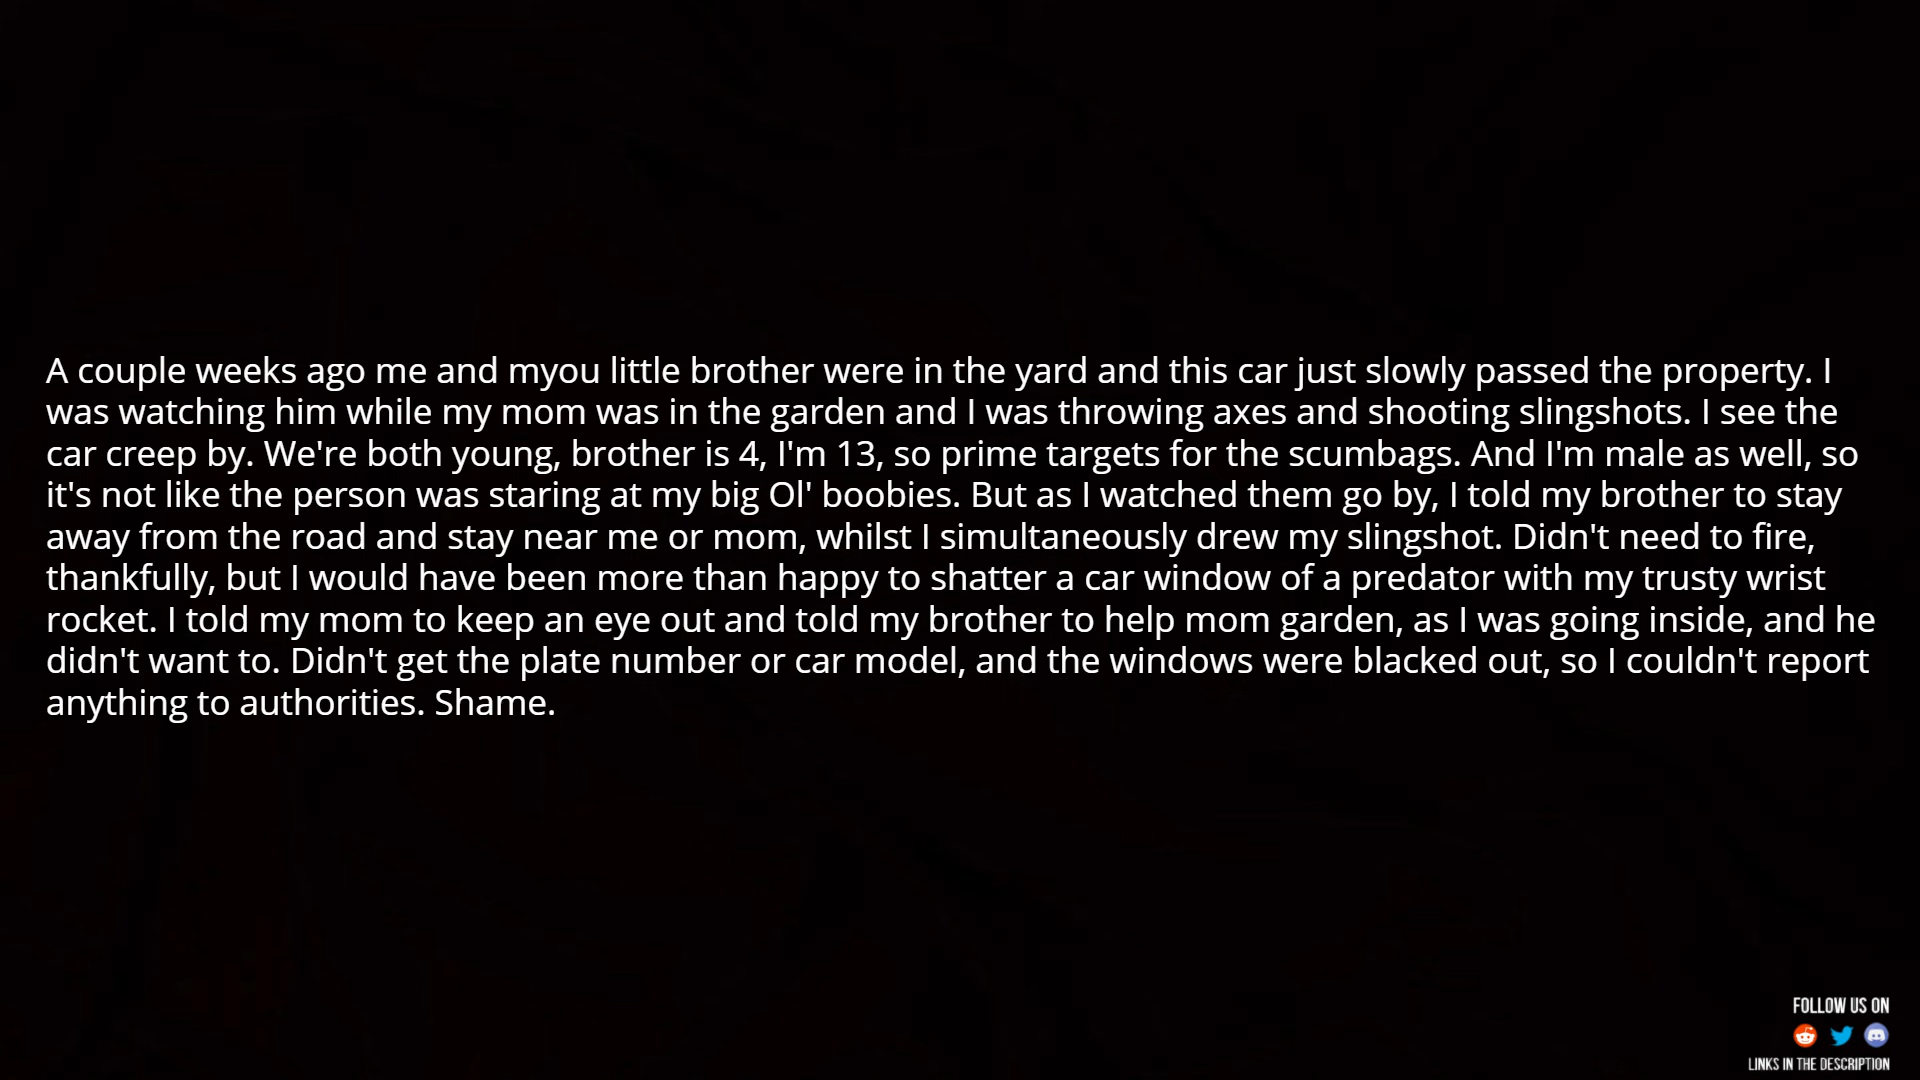 A couple weeks ago me and myou little brother were in the yard and this car just slowly passed the property. I
was watching him while my mom was in the garden and I was throwing axes and shooting slingshots. I see the
car creep by. We're both young, brother is 4, I'm 13, so prime targets for the scumbags. And I'm male as well, so
it's not like the person was staring at my big Ol' boobies. But as I watched them go by, I told my brother to stay
away from the road and stay near me or mom, whilst I simultaneously drew my slingshot. Didn't need to fire,
thankfully, but I would have been more than happy to shatter a car window of a predator with my trusty wrist
rocket. I told my mom to keep an eye out and told my brother to help mom garden, as I was going inside, and he
didn't want to. Didn't get the plate number or car model, and the windows were blacked out, so I couldn't report
anything to authorities. Shame.
FOLLOW US ON
LINKS IN THE DESCRIPTION